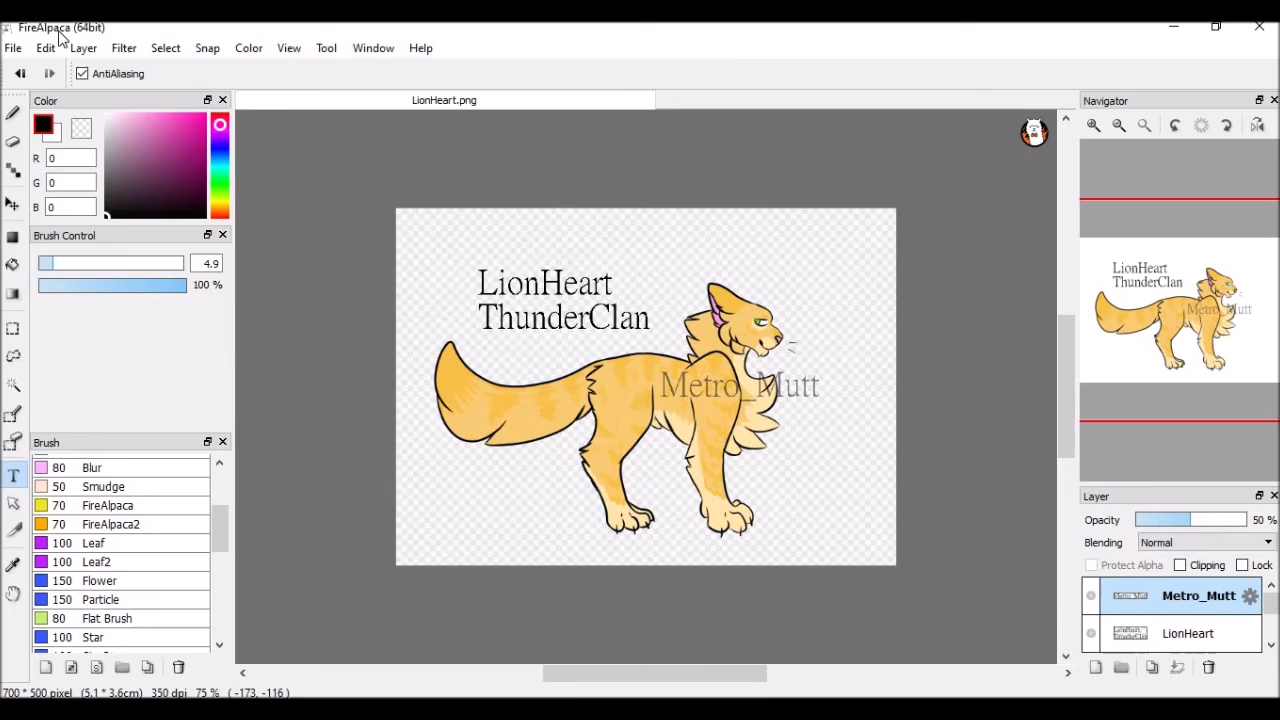 FireAlpaca (64bit)
File Edit Layer Filter Select Snap Color View Tool Window Help
AntiAliasing
Color
LionHeart.png
Navigator
R 0
G 0
B 0
Brush Control
4.9
100 %
LionHeart
ThunderClan
Metro_Mutt
LionHeart
ThunderClan
Metro_Mutt
Brush
80 Blur
50 Smudge
70 FireAlpaca
70 FireAlpaca2
100 Leaf
100 Leaf2
150 Flower
150 Particle
80 Flat Brush
100 Star
T
Layer
Opacity 50 %
Blending Normal
Protect Alpha Clipping Lock
Metro_Mutt
LionHeart
700 * 500 pixel (5.1 * 3.6cm) 350 dpi 75 % (-173, -116)